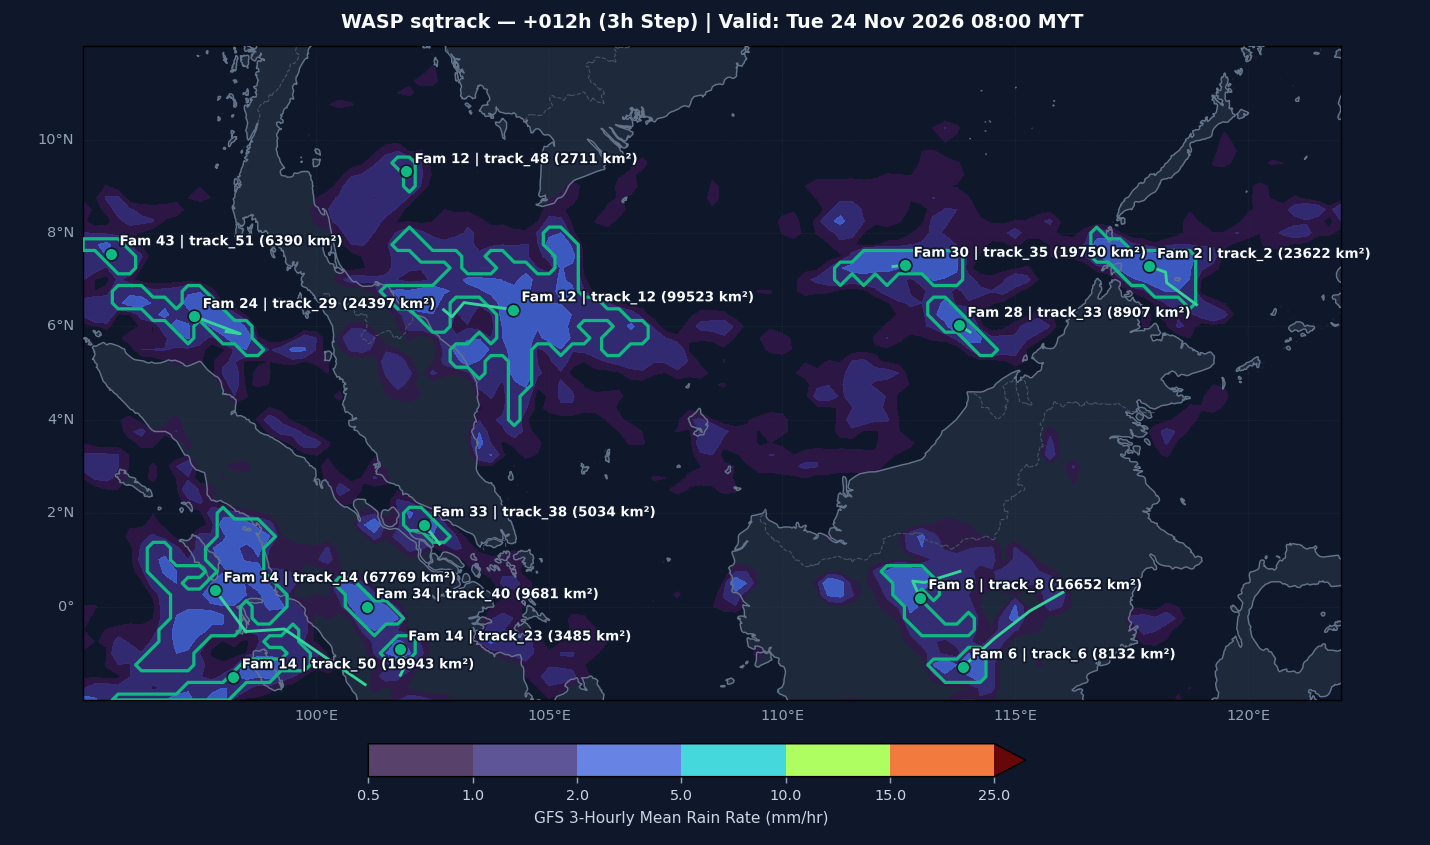 WASP sqtrack — +012h (3h Step) | Valid: Tue 24 Nov 2026 08:00 MYT
10°N
8°N
6°N
4°N
2°N
0°
Fam 12 | track_48 (2711 km²)
Fam 43 | track_51 (6390 km²)
Fam 30 | track_35 (19750 km²)
Fam 2 | track_2 (23622 km²)
Fam 24 | track_29 (24397 km²)
Fam 12 | track_12 (99523 km²)
Fam 28 | track_33 (8907 km²)
Fam 33 | track_38 (5034 km²)
Fam 14 | track_14 (67769 km²)
Fam 34 | track_40 (9681 km²)
Fam 8 | track_8 (16652 km²)
Fam 14 | track_23 (3485 km²)
Fam 14 | track_50 (19943 km²)
Fam 6 | track_6 (8132 km²)
100°E 105°E 110°E 115°E 120°E
0.5 1.0 2.0 5.0 10.0 15.0 25.0
GFS 3-Hourly Mean Rain Rate (mm/hr)